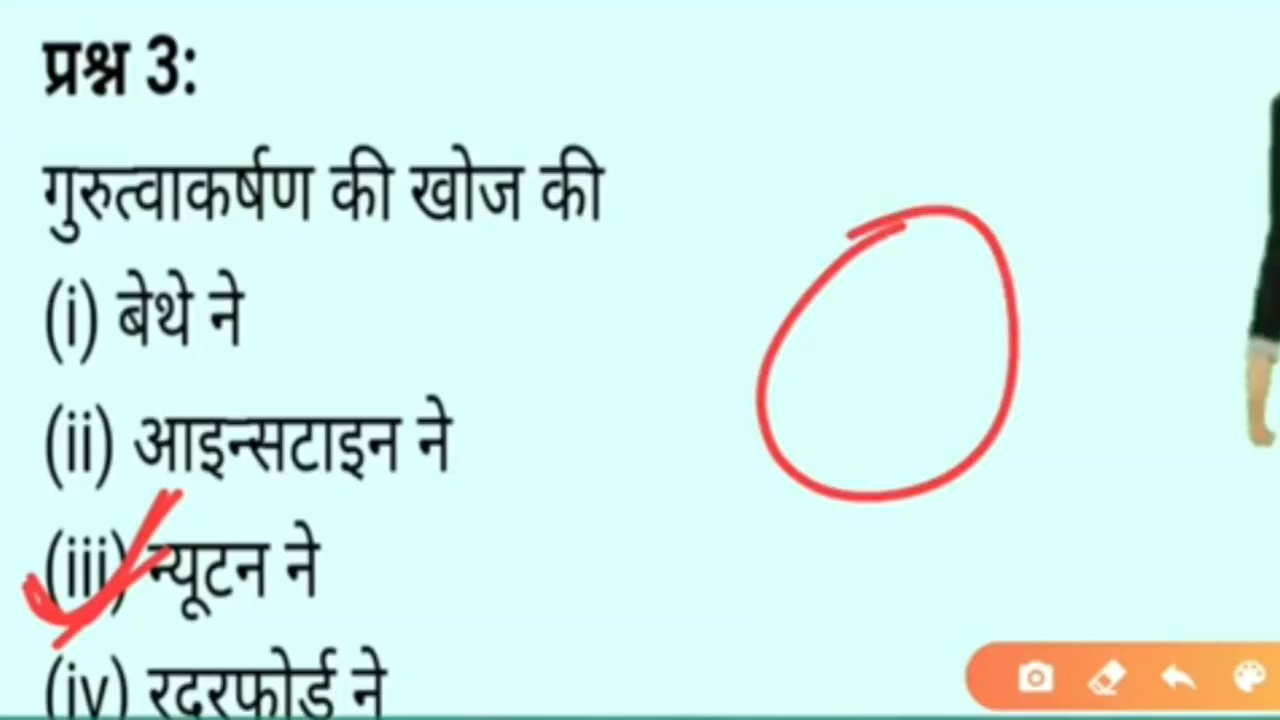 प्रश्न 3:
गुरुत्वाकर्षण की खोज की
(i) बेथे ने
(ii) आइन्सटाइन ने
(iii) न्यूटन ने
(iv) रदरफोर्ड ने